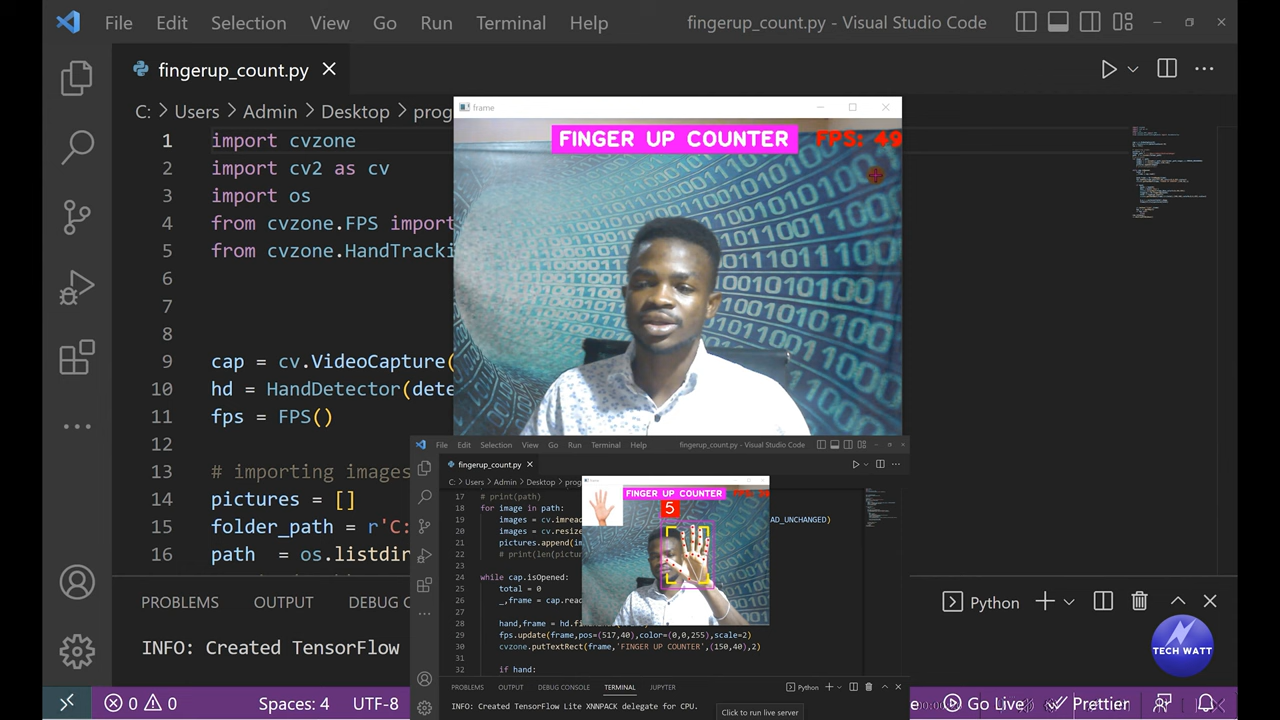 File Edit Selection View Go Run Terminal Help fingerup_count.py - Visual Studio Code
fingerup_count.py
C: Users Admin Desktop prog
frame
FINGER UP COUNTER FPS: 49
1 import cvzone
2 import cv2 as cv
3 import os
4 from cvzone.FPS import
5 from cvzone.HandTracki
6
7
8
9 cap = cv.VideoCapture(
10 hd = HandDetector(dete
11 fps = FPS()
12
13 # importing images
14 pictures = []
15 folder_path = r'C:
16 path = os.listdir
PROBLEMS OUTPUT DEBUG CO
Python
INFO: Created TensorFlow
TECH WATT
0 0 Spaces: 4 UTF-8 Go Live Prettier
File Edit Selection View Go Run Terminal Help fingerup_count.py - Visual Studio Code
fingerup_count.py
C: Users Admin Desktop prog
FINGER UP COUNTER
5
17 # print(path)
18 for image in path:
19 images = cv.imrea AD_UNCHANGED)
20 images = cv.resiz
21 pictures.append(im
22 # print(len(pictur
23
24 while cap.isOpened:
25 total = 0
26 _,frame = cap.read
27
28 hand,frame = hd.fi
29 fps.update(frame,pos=(517,40),color=(0,0,255),scale=2)
30 cvzone.putTextRect(frame,'FINGER UP COUNTER',(150,40),2)
31
32 if hand:
PROBLEMS OUTPUT DEBUG CONSOLE TERMINAL JUPYTER
Python
INFO: Created TensorFlow Lite XNNPACK delegate for CPU.
Click to run live server